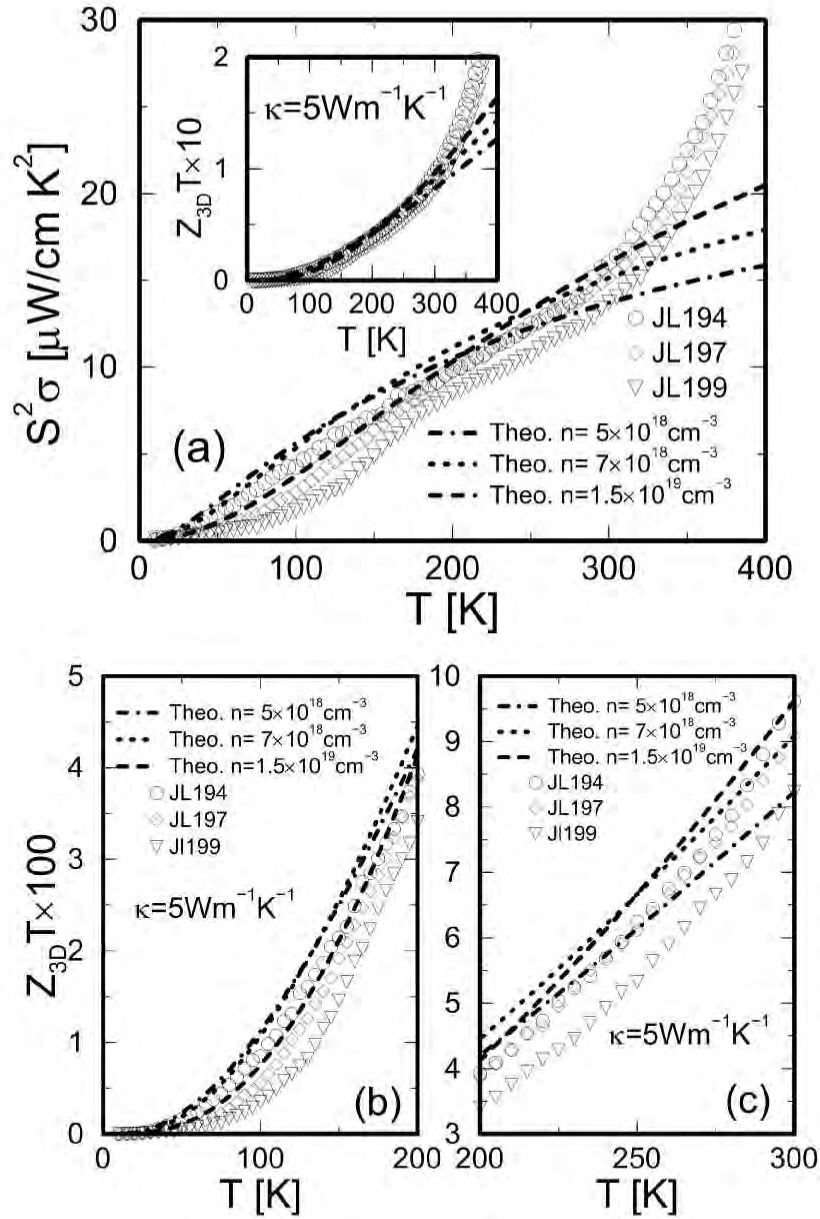 30
20
10
0
S²σ [μW/cm K²]
0 100 200 300 400
T [K]
2
1
0
Z3DT×10
κ=5Wm⁻¹K⁻¹
0 100 200 300 400
T [K]
JL194
JL197
JL199
(a)
Theo. n= 5×10¹⁸cm⁻³
Theo. n= 7×10¹⁸cm⁻³
Theo. n=1.5×10¹⁹cm⁻³
5
4
3
2
1
0
Z3DT×100
Theo. n= 5×10¹⁸cm⁻³
Theo. n= 7×10¹⁸cm⁻³
Theo. n=1.5×10¹⁹cm⁻³
JL194
JL197
Jl199
κ=5Wm⁻¹K⁻¹
(b)
0 100 200
T [K]
10
9
8
7
6
5
4
3
Theo. n= 5×10¹⁸cm⁻³
Theo. n= 7×10¹⁸cm⁻³
Theo. n=1.5×10¹⁹cm⁻³
JL194
JL197
Jl199
κ=5Wm⁻¹K⁻¹
(c)
200 250 300
T [K]